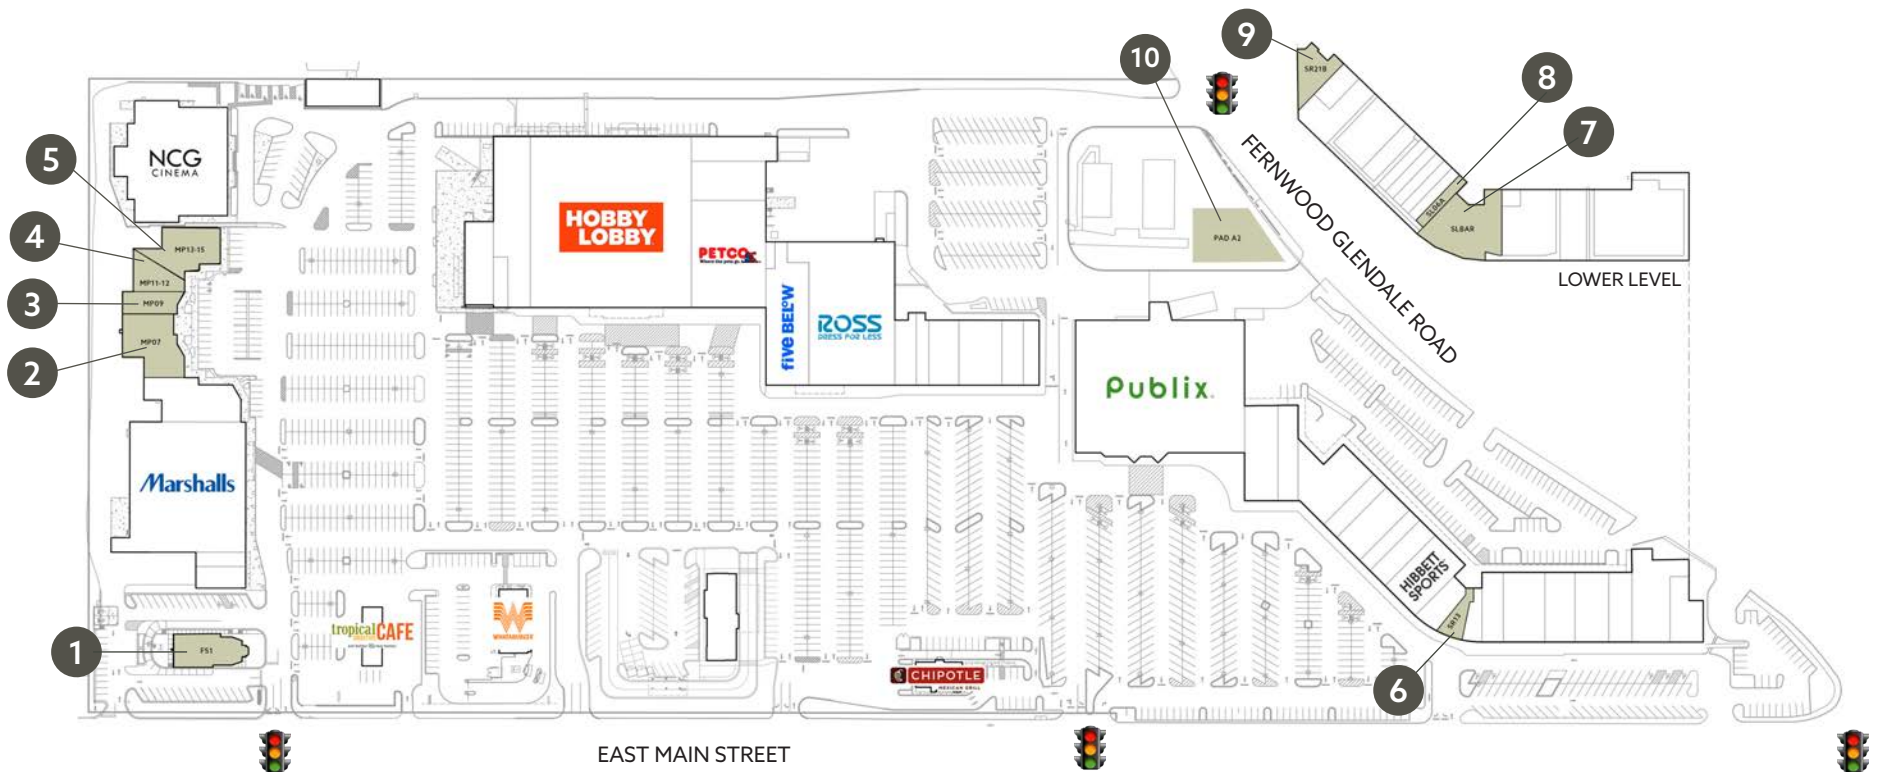 9
SR21B
10
8
7
FERNWOOD GLENDALE ROAD
NCG
CINEMA
5
4
3
2
MP13-15
MP11-12
MP09
MP07
HOBBY
LOBBY
PETCO
five BEL°W
ROSS
DRESS FOR LESS
PAD A2
SL06A
SLBAR
LOWER LEVEL
Publix
Marshalls
HIBBETT
SPORTS
SR13
6
1
FS1
tropical CAFE
WHATABURGER
CHIPOTLE
MEXICAN GRILL
EAST MAIN STREET